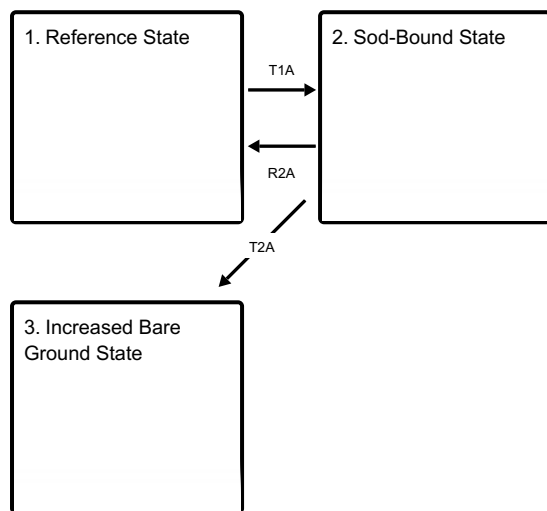 1. Reference State
2. Sod-Bound State
T1A
R2A
T2A
3. Increased Bare
Ground State